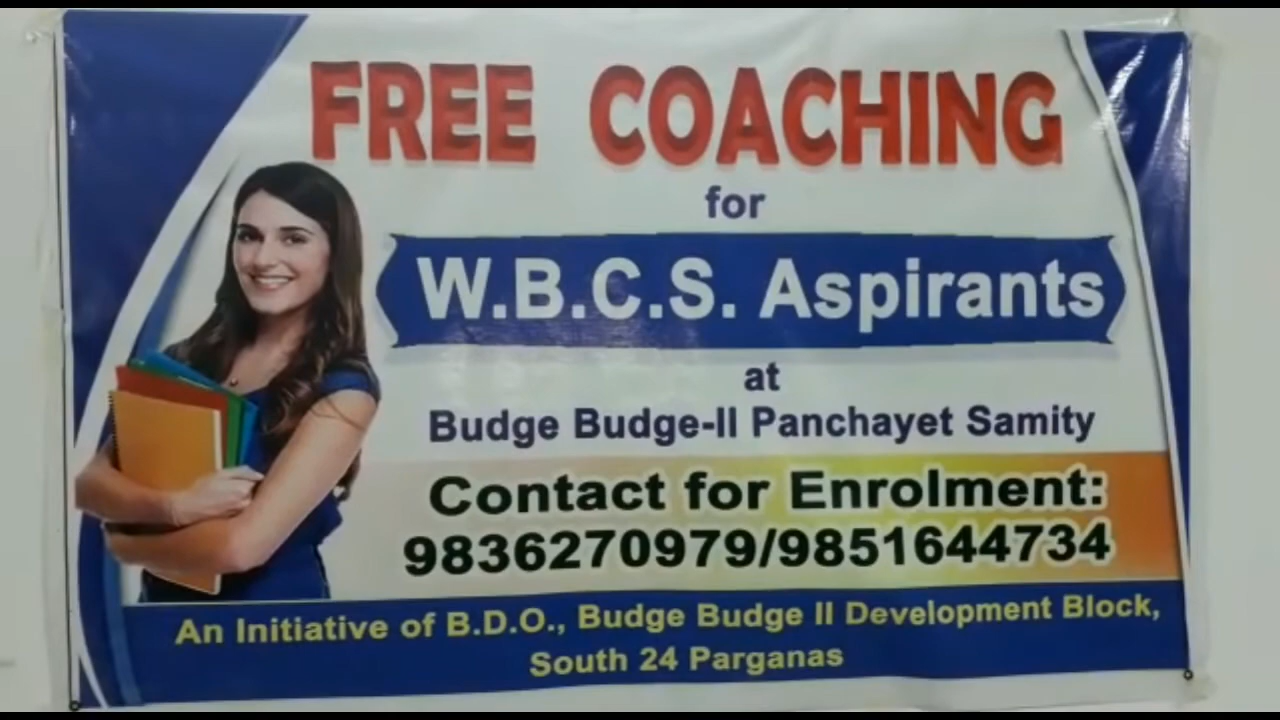 FREE COACHING
for
W.B.C.S. Aspirants
at
Budge Budge-II Panchayet Samity
Contact for Enrolment:
9836270979/9851644734
An Initiative of B.D.O., Budge Budge II Development Block,
South 24 Parganas